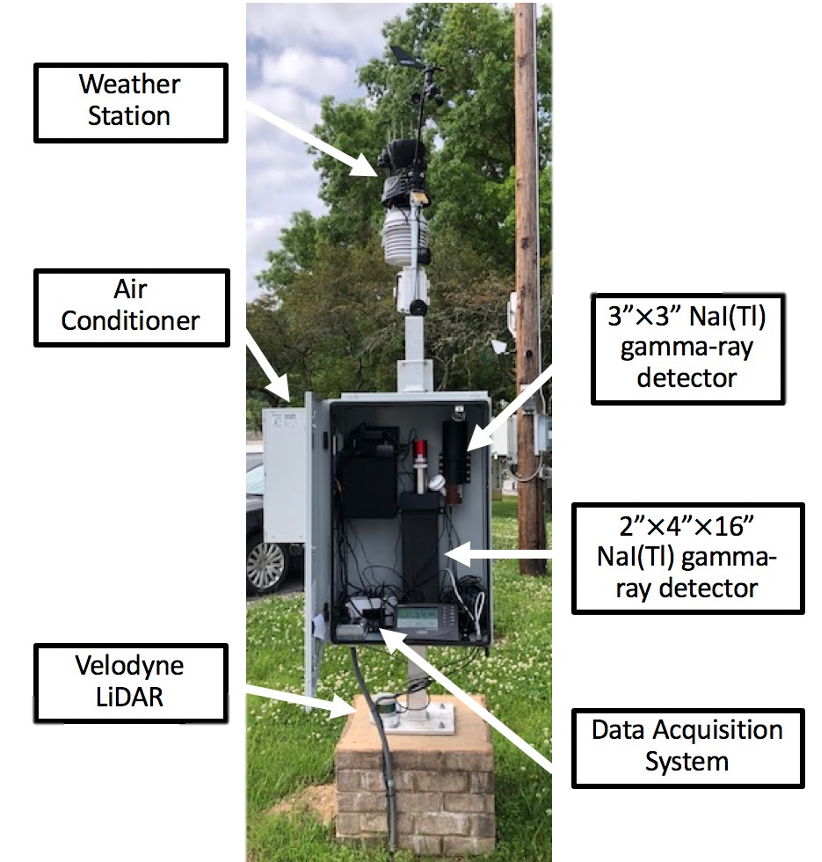 Weather
Station
Air
Conditioner
3”×3” NaI(Tl)
gamma-ray
detector
2”×4”×16”
NaI(Tl) gamma-
ray detector
Velodyne
LiDAR
Data Acquisition
System